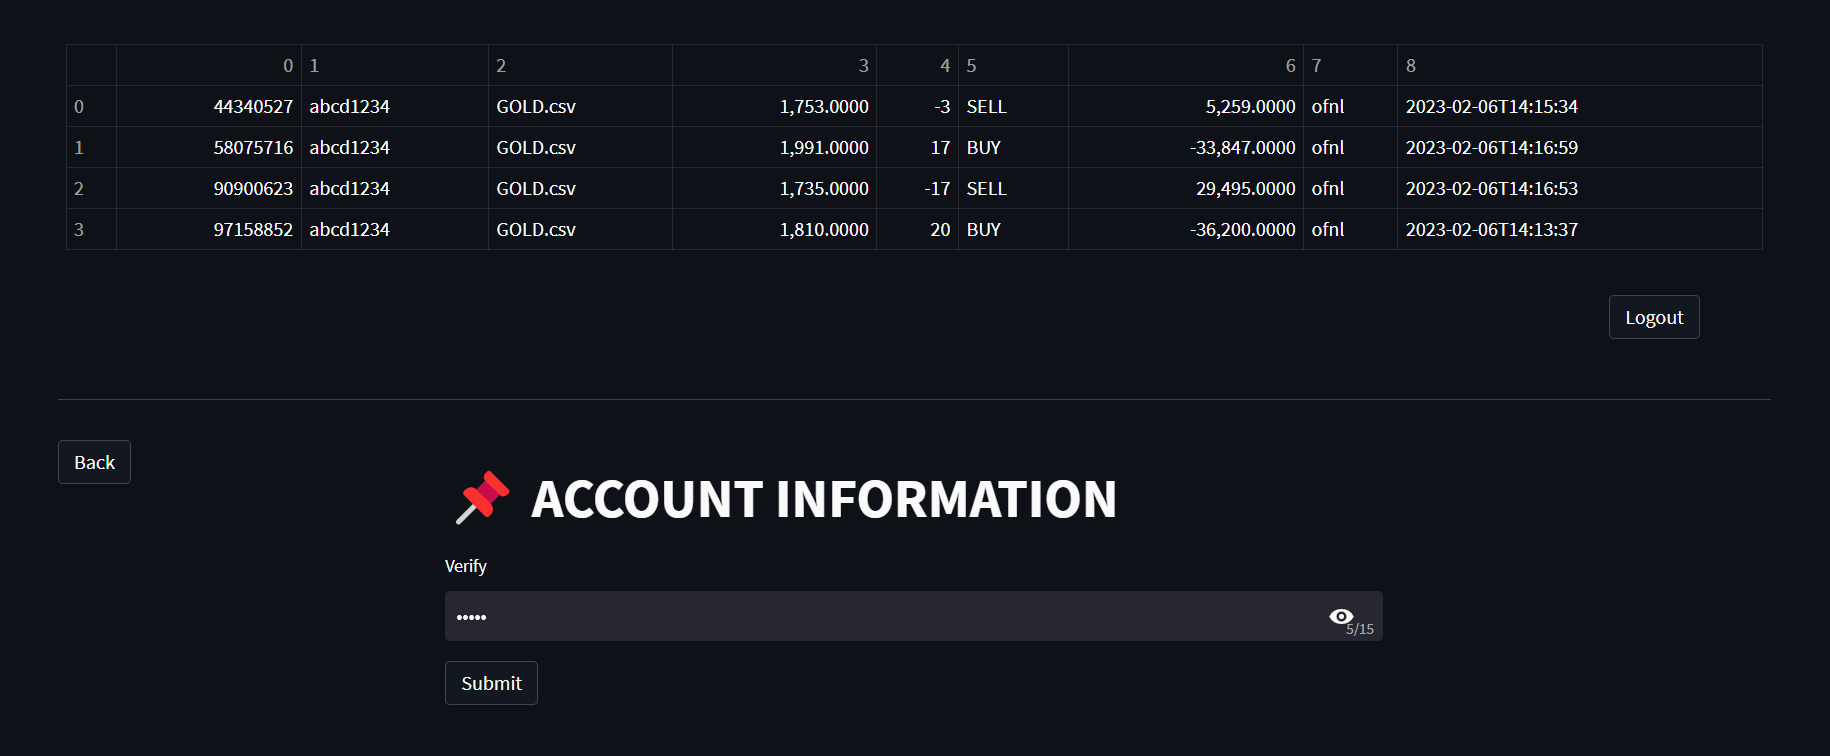 0 1 2 3 4 5 6 7 8
0 44340527 abcd1234 GOLD.csv 1,753.0000 -3 SELL 5,259.0000 ofnl 2023-02-06T14:15:34
1 58075716 abcd1234 GOLD.csv 1,991.0000 17 BUY -33,847.0000 ofnl 2023-02-06T14:16:59
2 90900623 abcd1234 GOLD.csv 1,735.0000 -17 SELL 29,495.0000 ofnl 2023-02-06T14:16:53
3 97158852 abcd1234 GOLD.csv 1,810.0000 20 BUY -36,200.0000 ofnl 2023-02-06T14:13:37
Logout
Back
ACCOUNT INFORMATION
Verify
•••••
5/15
Submit